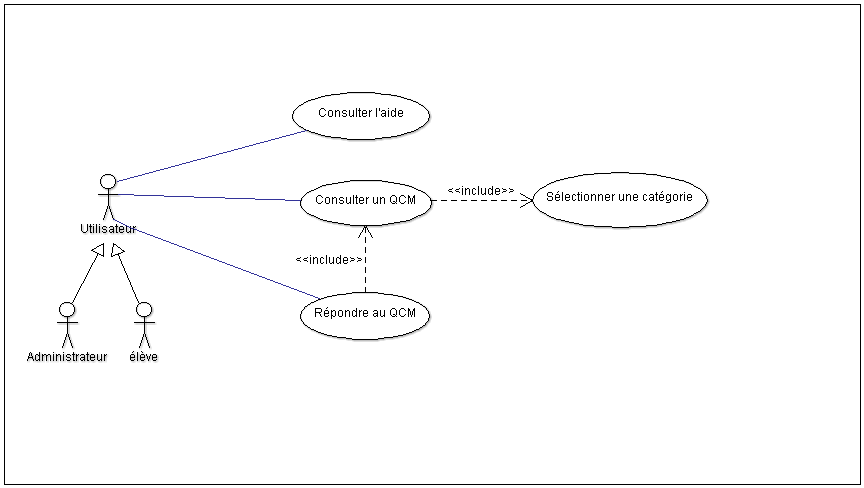 Consulter l'aide
Consulter un QCM
<<include>>
Sélectionner une catégorie
Utilisateur
<<include>>
Répondre au QCM
Administrateur
élève